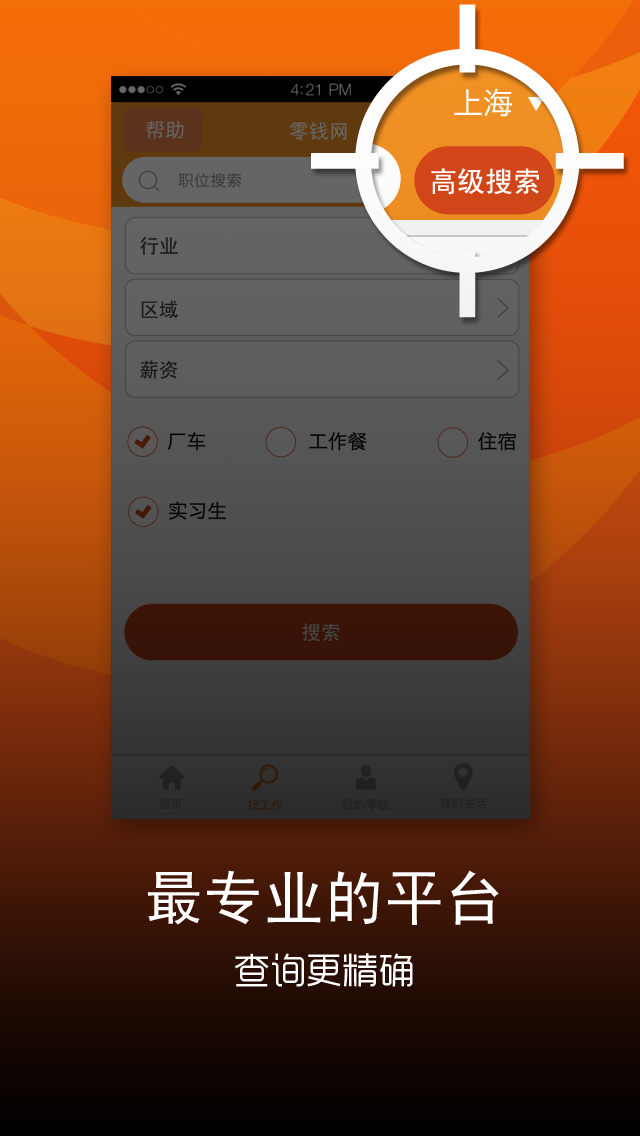 4:21 PM
上海
帮助
零钱网
职位搜索
高级搜索
行业
区域
薪资
厂车
工作餐
住宿
实习生
搜索
首页
找工作
我的零钱
我的生活
最专业的平台
查询更精确